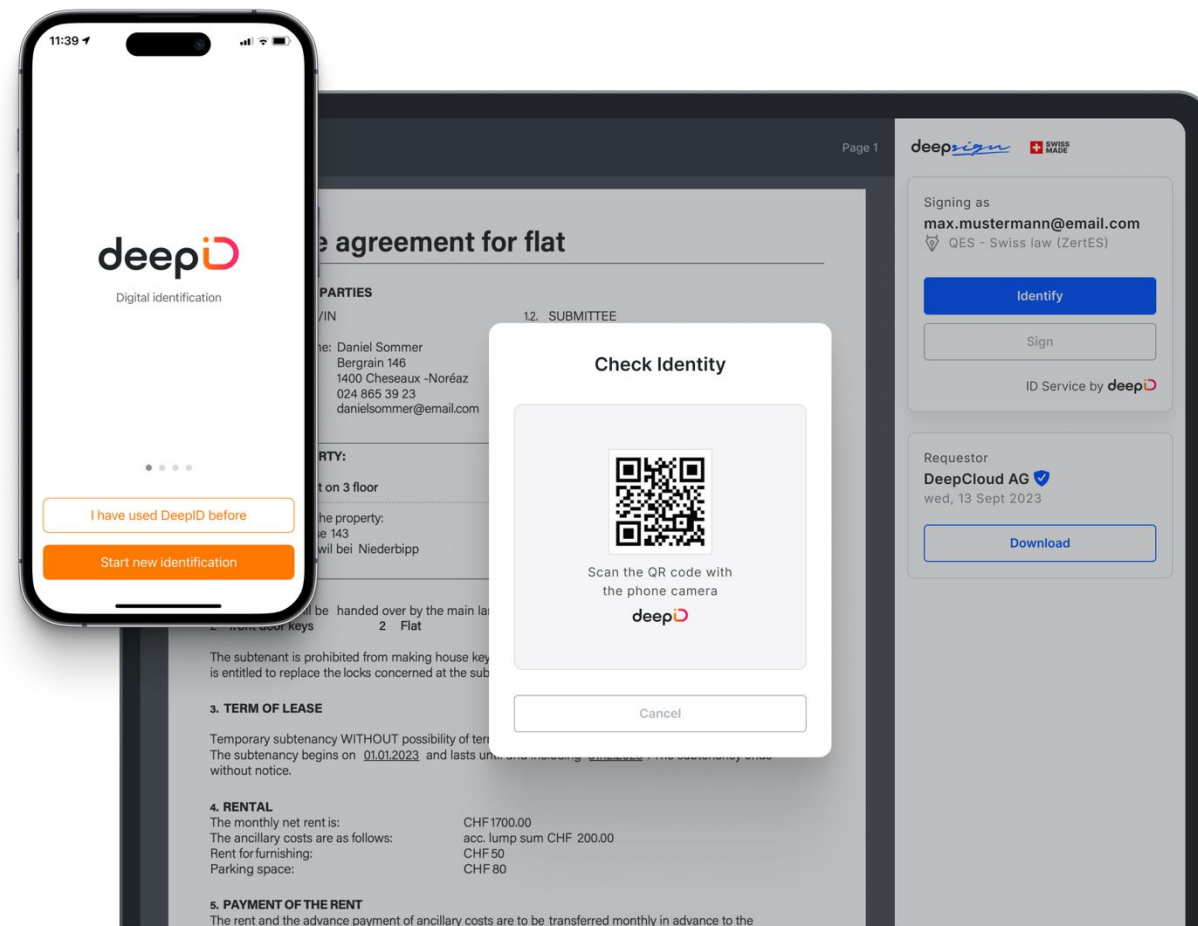 11:39
deepID
Digital identification
I have used DeepID before
Start new identification
Page 1
agreement for flat
PARTIES
/IN
1.2. SUBMITTEE
Daniel Sommer
Bergrain 146
1400 Cheseaux -Noréaz
024 865 39 23
danielsommer@email.com
RTY:
t on 3 floor
he property:
se 143
wil bei Niederbipp
be handed over by the main
keys 2 Flat
The subtenant is prohibited from making house key
is entitled to replace the locks concerned at the sub
3. TERM OF LEASE
Temporary subtenancy WITHOUT possibility of
The subtenancy begins on 01.01.2023 and lasts
without notice.
4. RENTAL
The monthly net rent is: CHF 1700.00
The ancillary costs are as follows: acc. lump sum CHF 200.00
Rent for furnishing: CHF 50
Parking space: CHF 80
5. PAYMENT OF THE RENT
The rent and the advance payment of ancillary costs are to be transferred monthly in advance to the
Check Identity
Scan the QR code with
the phone camera
deepID
Cancel
deepsign SWISS MADE
Signing as
max.mustermann@email.com
QES - Swiss law (ZertES)
Identify
Sign
ID Service by deepID
Requestor
DeepCloud AG
wed, 13 Sept 2023
Download